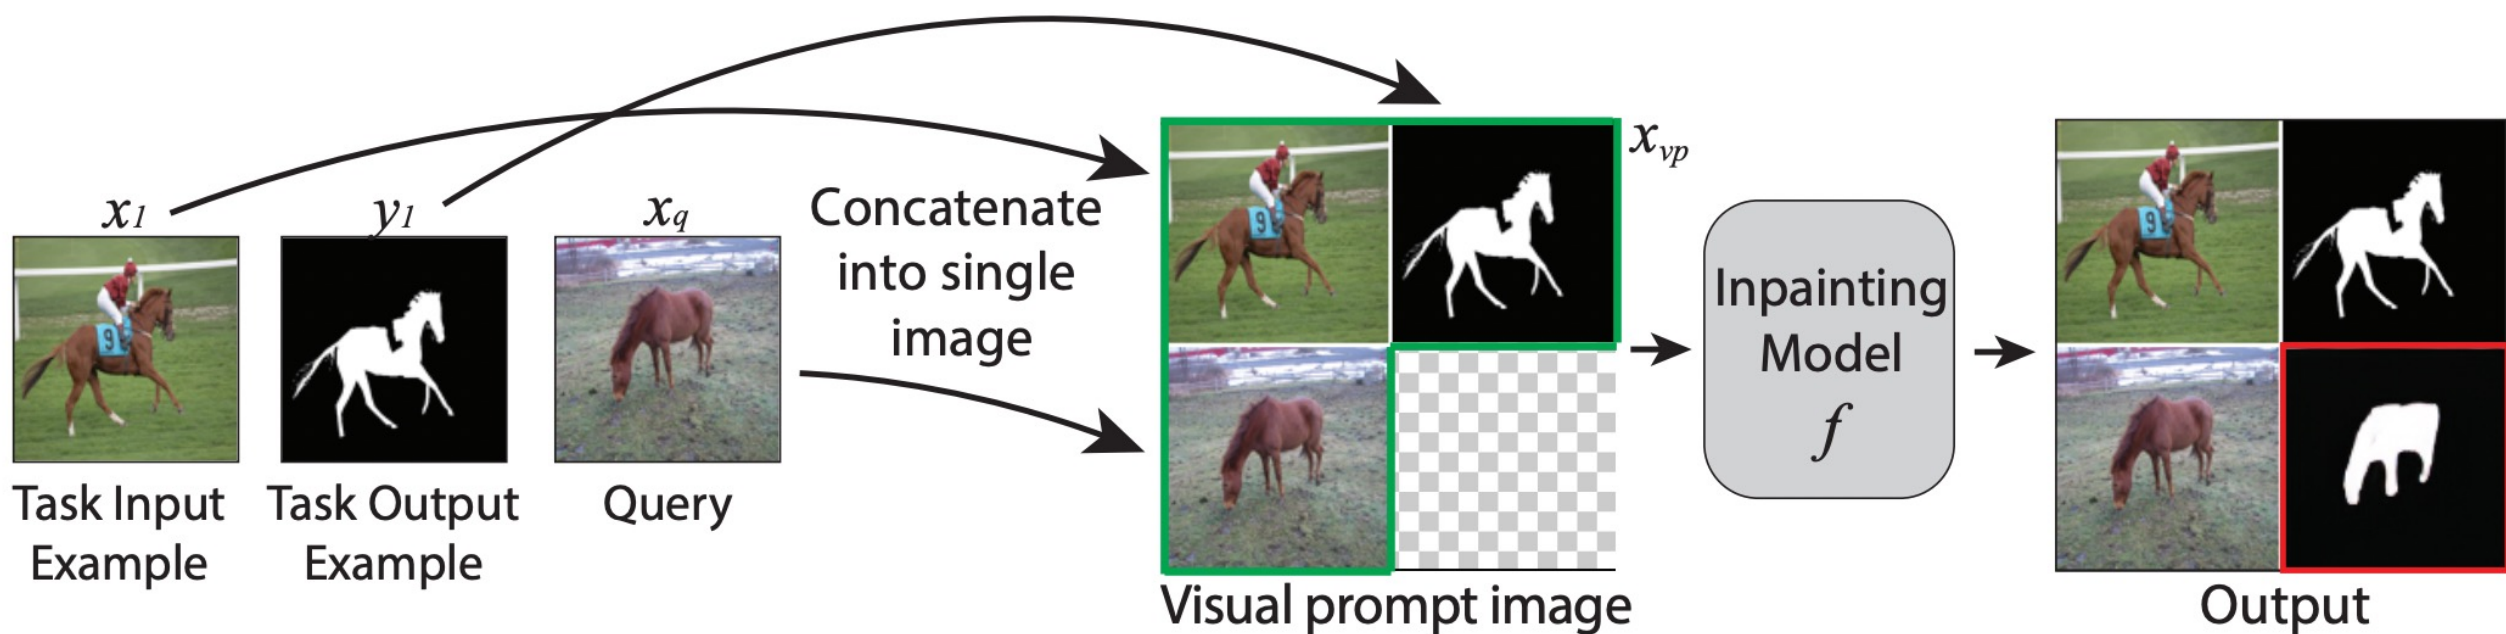 x1
y1
xq
Task Input
Example
Task Output
Example
Query
Concatenate
into single
image
9
9
xvp
Visual prompt image
Inpainting
Model
f
9
Output